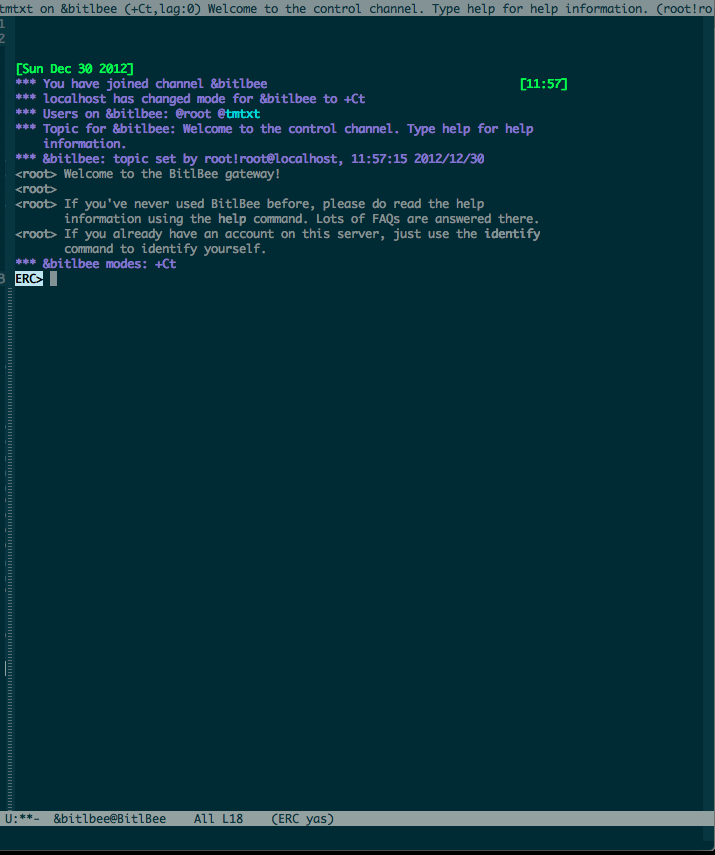 tmtxt on &bitlbee (+Ct,lag:0) Welcome to the control channel. Type help for help information. (root!ro
1
2
[Sun Dec 30 2012]
*** You have joined channel &bitlbee [11:57]
*** localhost has changed mode for &bitlbee to +Ct
*** Users on &bitlbee: @root @tmtxt
*** Topic for &bitlbee: Welcome to the control channel. Type help for help
information.
*** &bitlbee: topic set by root!root@localhost, 11:57:15 2012/12/30
<root> Welcome to the BitlBee gateway!
<root>
<root> If you've never used BitlBee before, please do read the help
information using the help command. Lots of FAQs are answered there.
<root> If you already have an account on this server, just use the identify
command to identify yourself.
*** &bitlbee modes: +Ct
3 ERC>
U:**- &bitlbee@BitlBee All L18 (ERC yas)